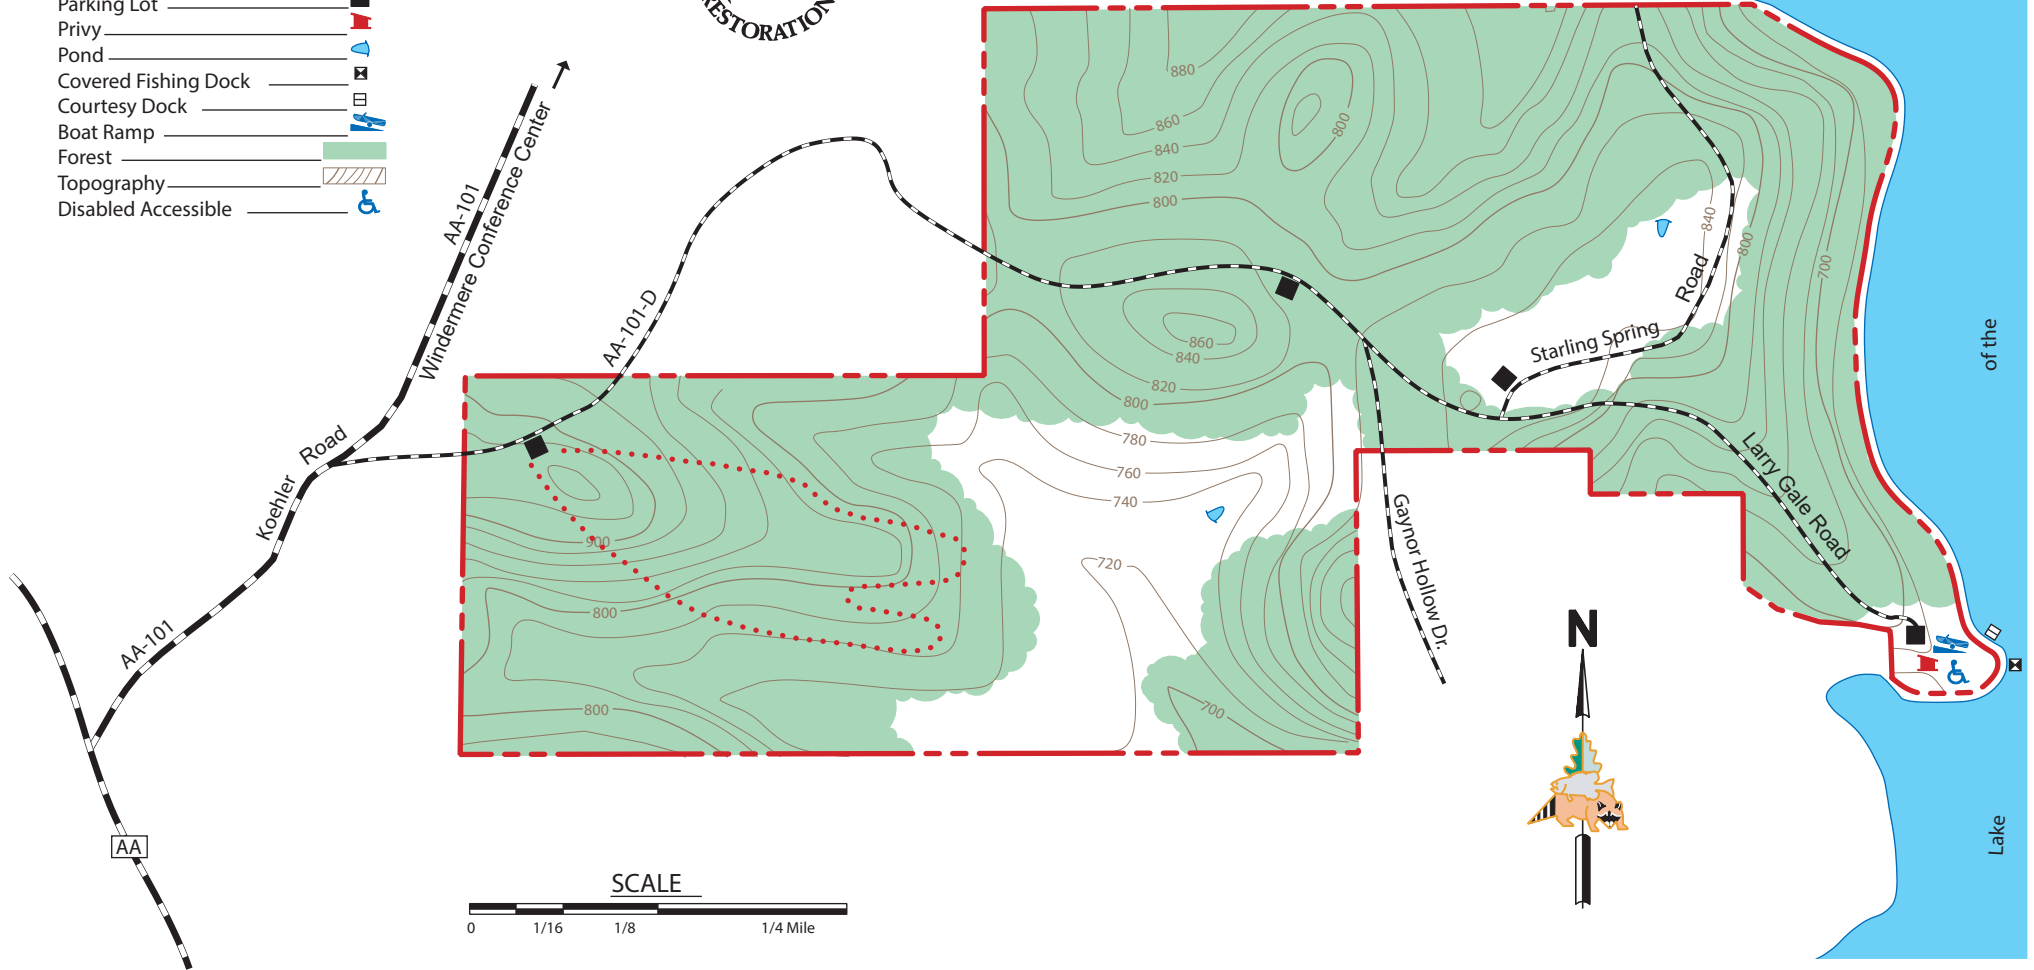 Parking Lot
Privy
Pond
Covered Fishing Dock
Courtesy Dock
Boat Ramp
Forest
Topography
Disabled Accessible
RESTORATION
AA-101
Windermere Conference Center
AA-101-D
Koehler Road
AA-101
AA
880
860
840
820
800
800
840
800
700
Starling Spring Road
860
840
820
800
780
760
740
720
700
900
800
800
Larry Gale Road
Gaynor Hollow Dr.
of the
Lake
N
SCALE
0 1/16 1/8 1/4 Mile